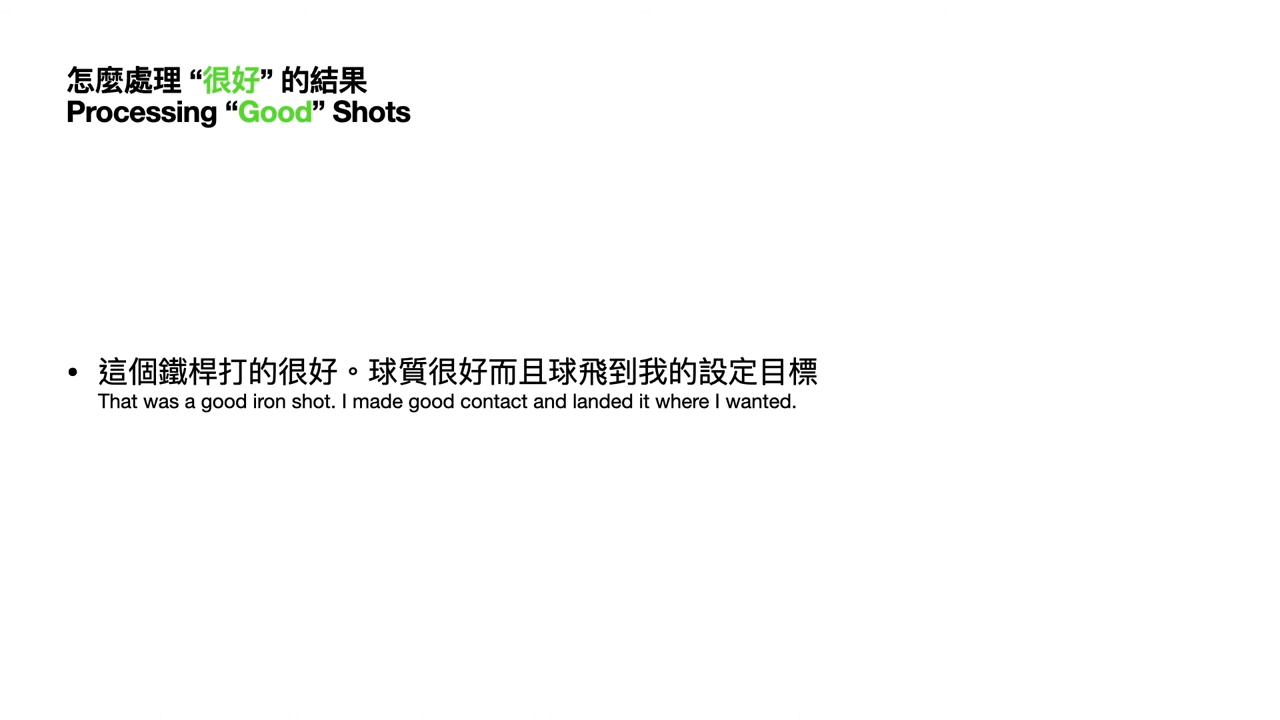 怎麼處理 “很好” 的結果
Processing “Good” Shots
• 這個鐵桿打的很好。球質很好而且球飛到我的設定目標
That was a good iron shot. I made good contact and landed it where I wanted.